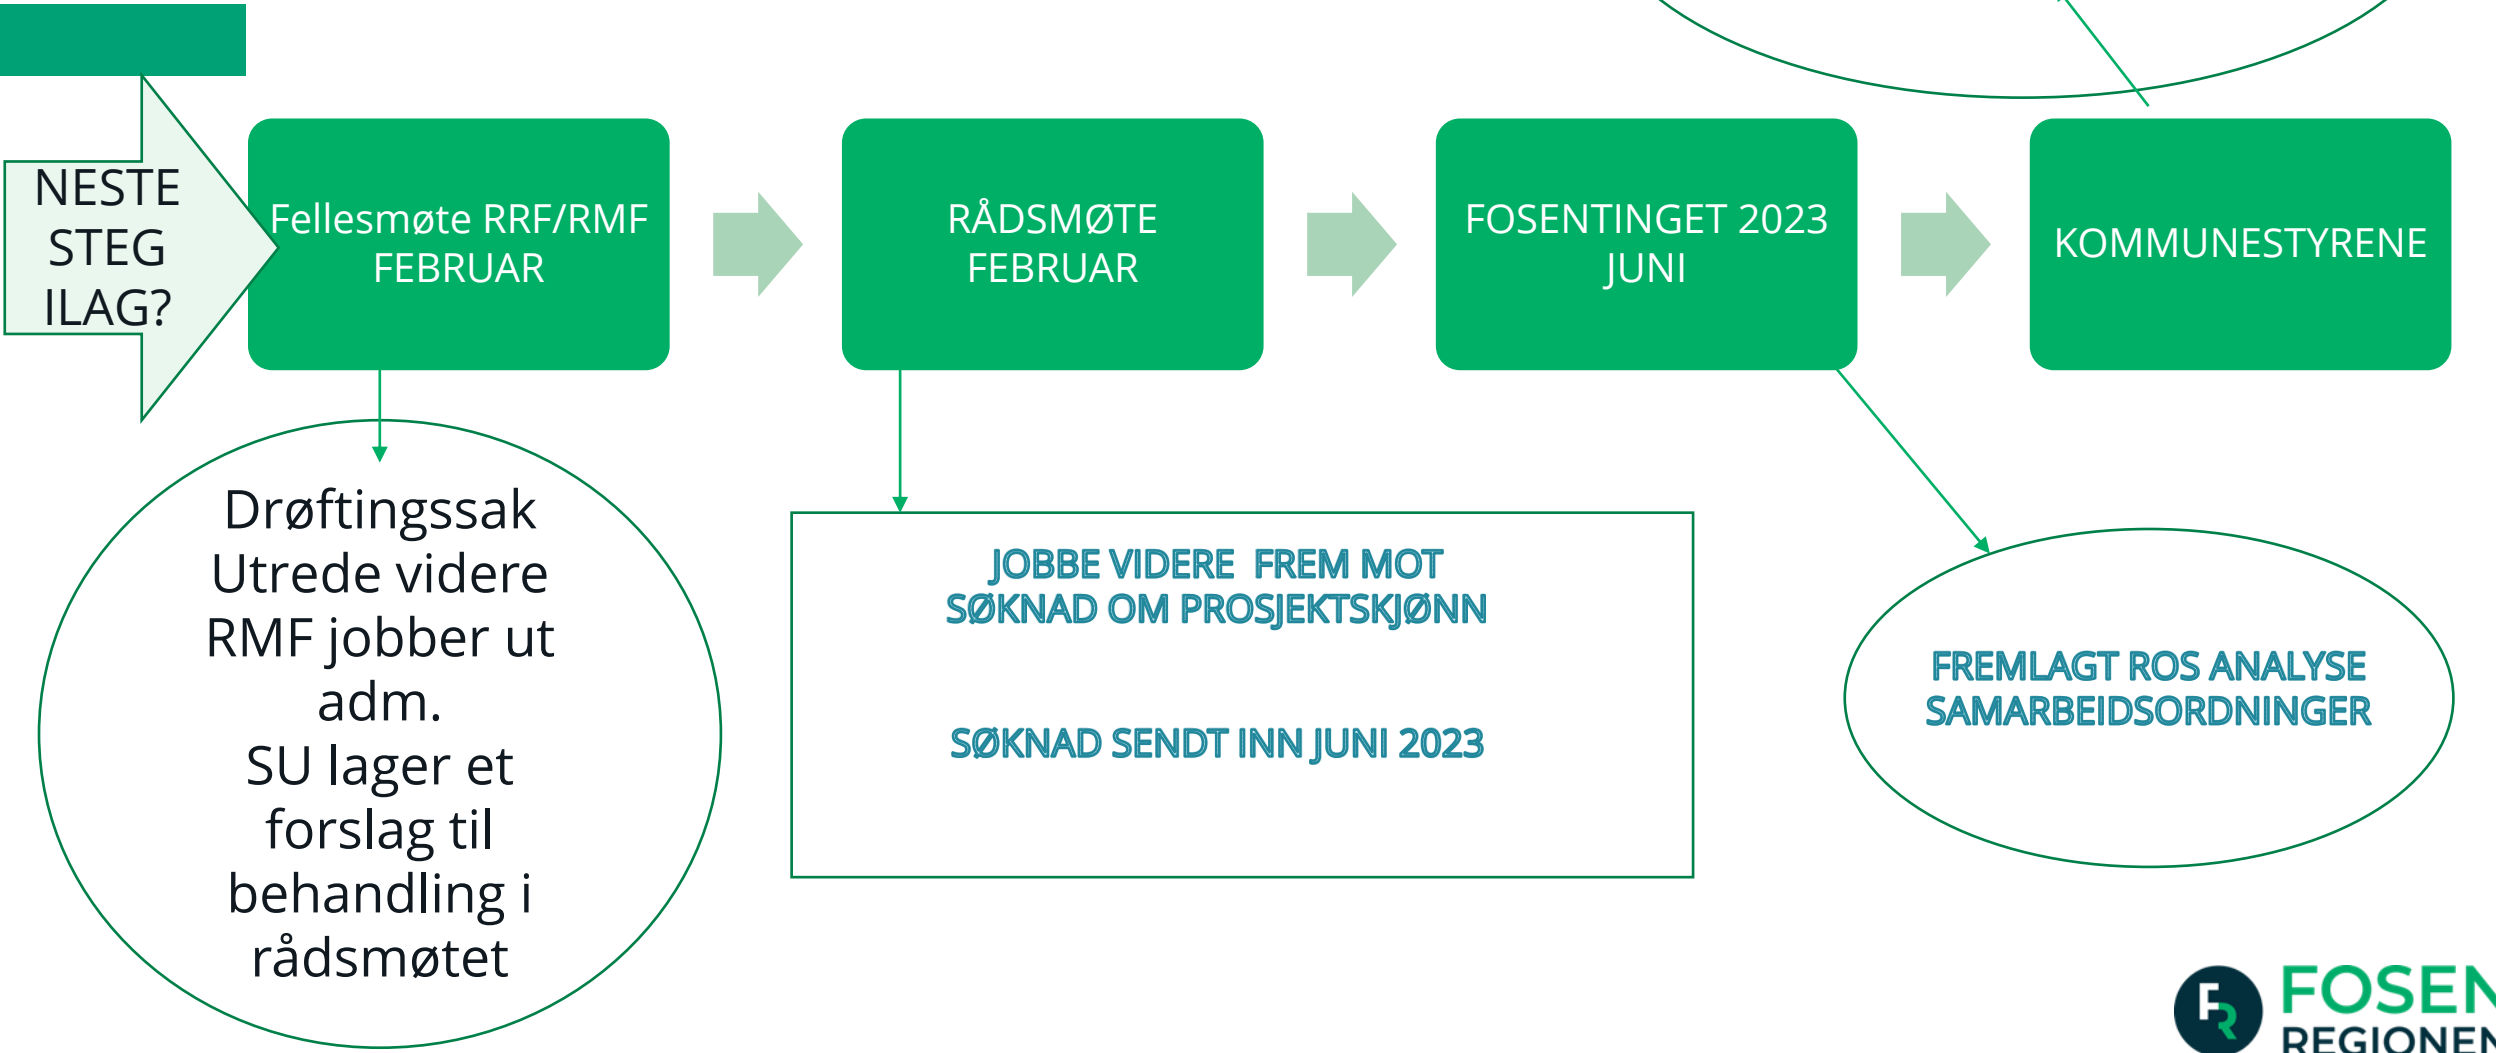 NESTE
STEG
ILAG?
Fellesmøte RRF/RMF
FEBRUAR
RÅDSMØTE
FEBRUAR
FOSENTINGET 2023
JUNI
KOMMUNESTYRENE
Drøftingssak
Utrede videre
RMF jobber ut
adm.
SU lager et
forslag til
behandling i
rådsmøtet
JOBBE VIDERE FREM MOT
SØKNAD OM PROSJEKTSKJØNN
SØKNAD SENDT INN JUNI 2023
FREMLAGT ROS ANALYSE
SAMARBEIDSORDNINGER
FR
FOSEN
REGIONEN